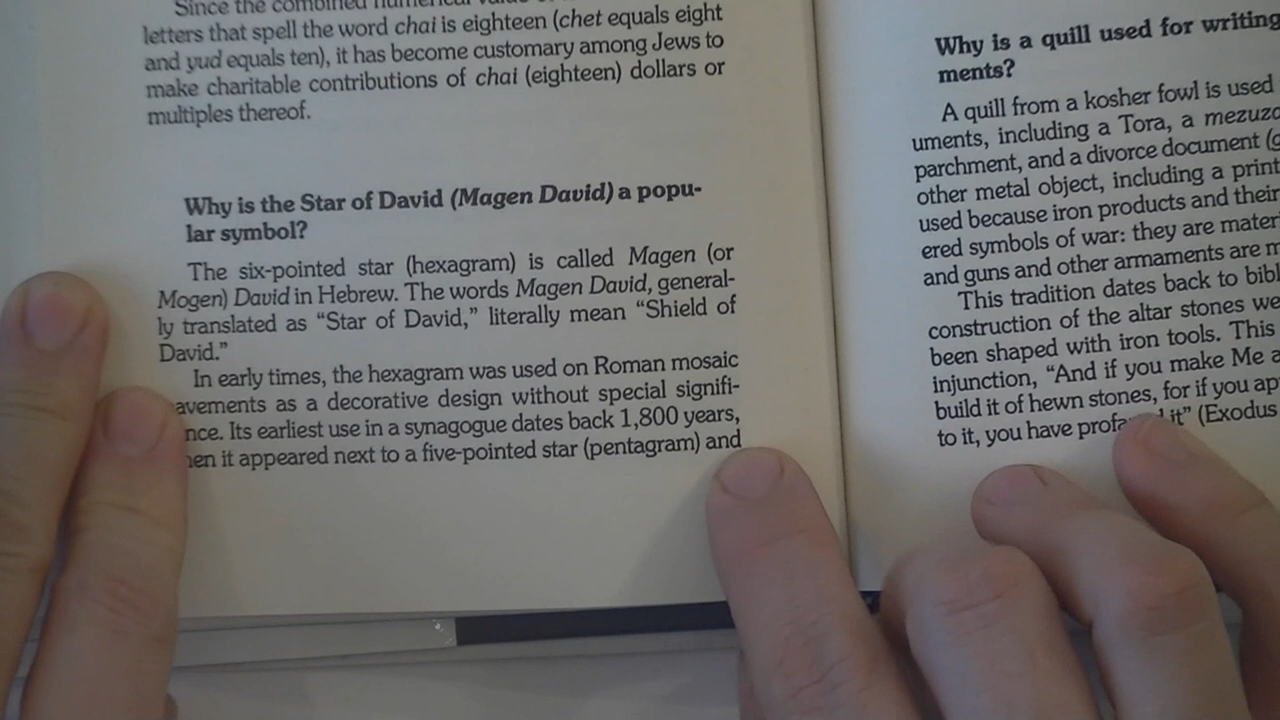 Since the combined numerical value of
letters that spell the word chai is eighteen (chet equals eight
and yud equals ten), it has become customary among Jews to
make charitable contributions of chai (eighteen) dollars or
multiples thereof.
Why is the Star of David (Magen David) a popu-
lar symbol?
The six-pointed star (hexagram) is called Magen (or
Mogen) David in Hebrew. The words Magen David, general-
ly translated as “Star of David,” literally mean “Shield of
David.”
In early times, the hexagram was used on Roman mosaic
avements as a decorative design without special signifi-
nce. Its earliest use in a synagogue dates back 1,800 years,
en it appeared next to a five-pointed star (pentagram) and
Why is a quill used for writing
ments?
A quill from a kosher fowl is used
uments, including a Tora, a
parchment, and a divorce document
other metal object, including a print
used because iron products and their
ered symbols of war: they are mater
and guns and other armaments are m
This tradition dates back to bibl
construction of the altar stones we
been shaped with iron tools. This
injunction, “And if you make Me a
build it of hewn stones, for if you ap
to it, you have it” (Exodus